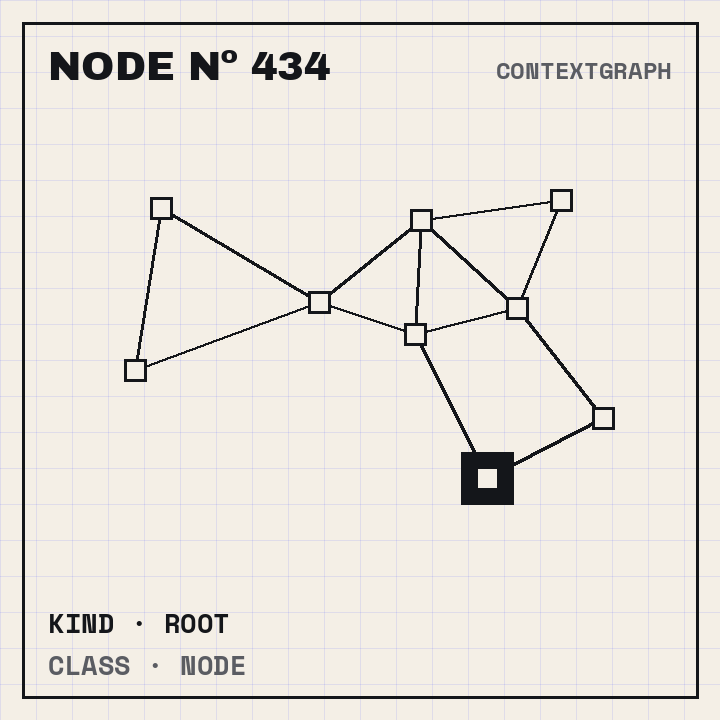 NODE Nº 434
CONTEXTGRAPH
KIND · ROOT
CLASS · NODE